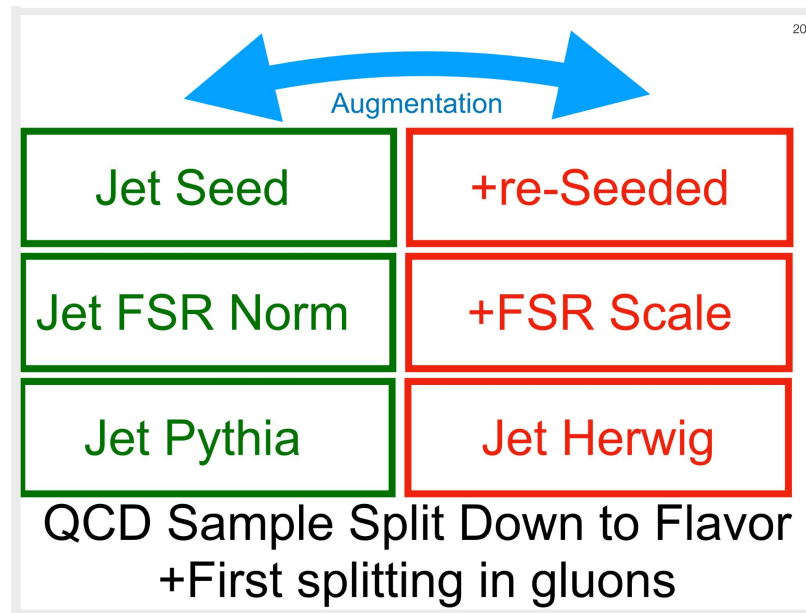 20
Augmentation
Jet Seed
+re-Seeded
Jet FSR Norm
+FSR Scale
Jet Pythia
Jet Herwig
QCD Sample Split Down to Flavor
+First splitting in gluons